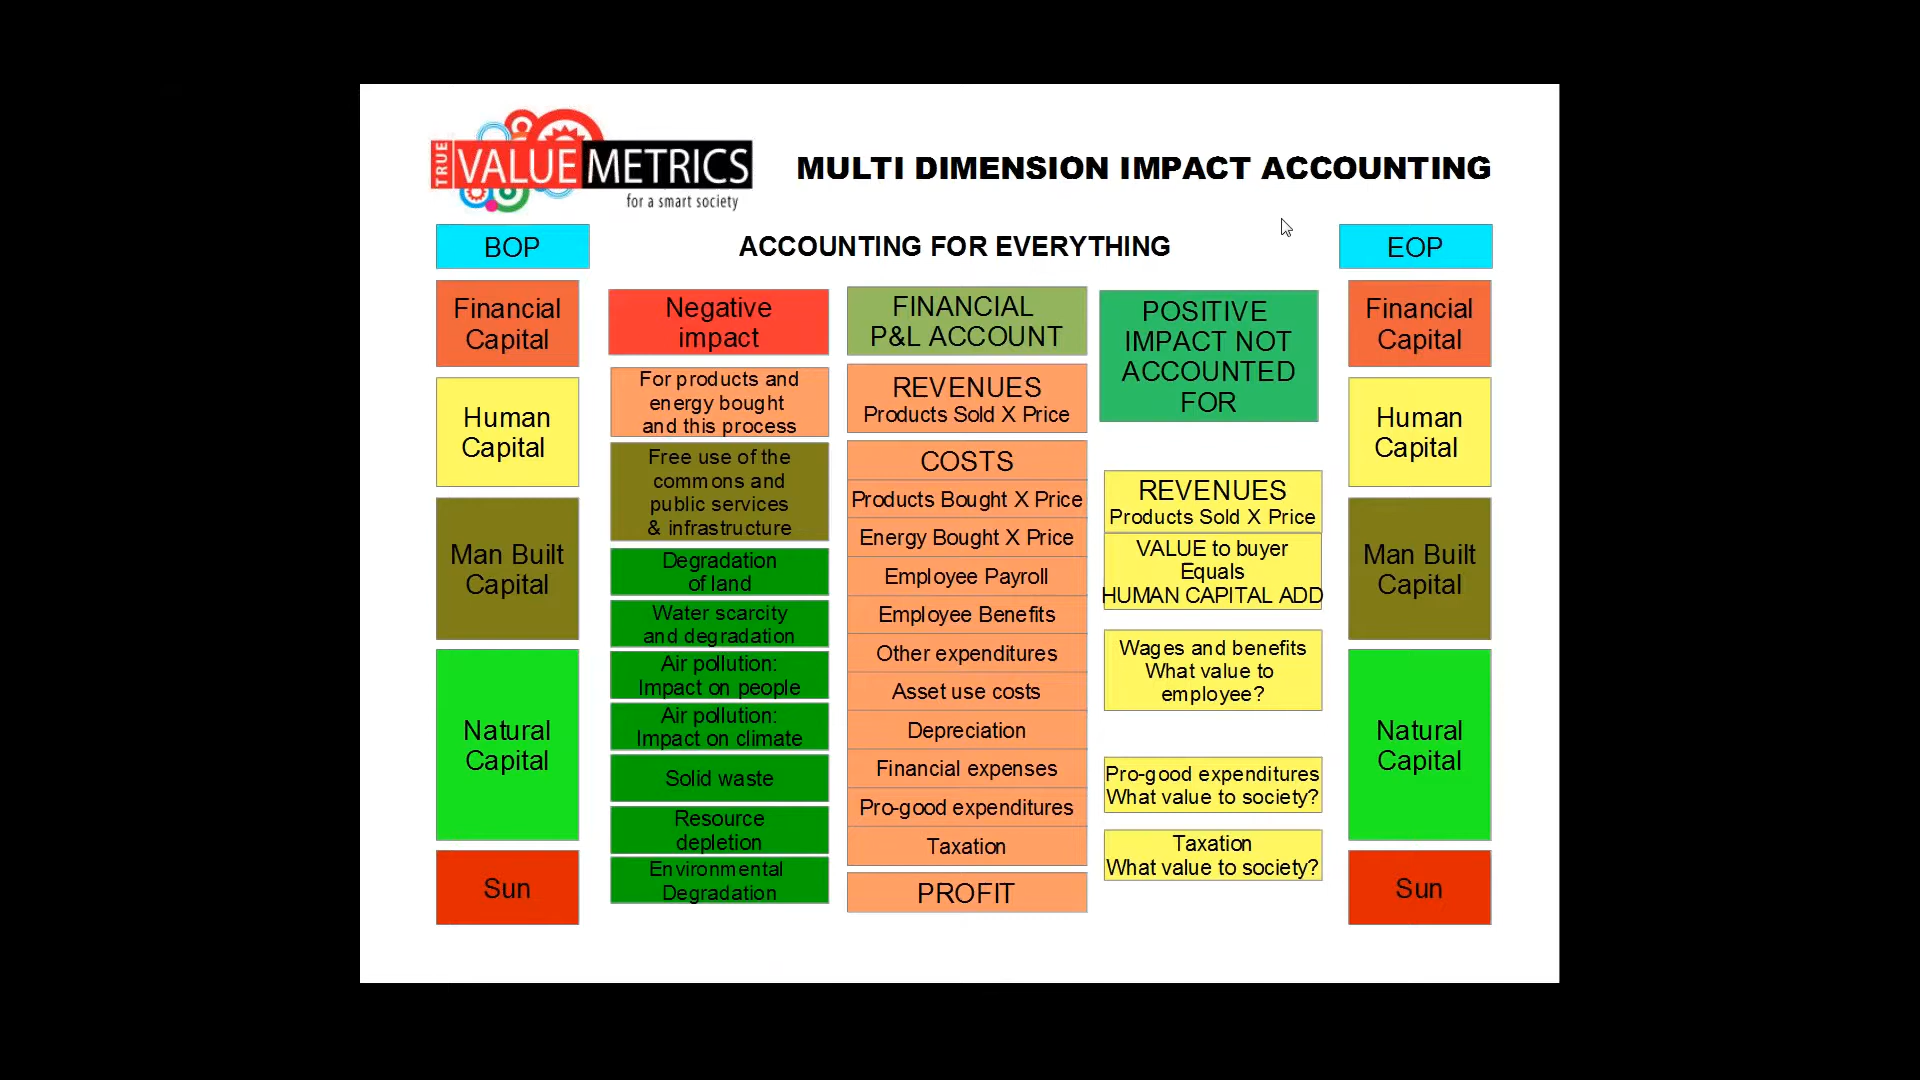 TRUE
VALUE METRICS
for a smart society
MULTI DIMENSION IMPACT ACCOUNTING
BOP
ACCOUNTING FOR EVERYTHING
EOP
Financial
Capital
Human
Capital
Man Built
Capital
Natural
Capital
Sun
Negative
impact
For products and
energy bought
and this process
Free use of the
commons and
public services
& infrastructure
Degradation
of land
Water scarcity
and degradation
Air pollution:
Impact on people
Air pollution:
Impact on climate
Solid waste
Resource
depletion
Environmental
Degradation
FINANCIAL
P&L ACCOUNT
REVENUES
Products Sold X Price
COSTS
Products Bought X Price
Energy Bought X Price
Employee Payroll
Employee Benefits
Other expenditures
Asset use costs
Depreciation
Financial expenses
Pro-good expenditures
Taxation
PROFIT
POSITIVE
IMPACT NOT
ACCOUNTED
FOR
REVENUES
Products Sold X Price
VALUE to buyer
Equals
HUMAN CAPITAL ADD
Wages and benefits
What value to
employee?
Pro-good expenditures
What value to society?
Taxation
What value to society?
Financial
Capital
Human
Capital
Man Built
Capital
Natural
Capital
Sun